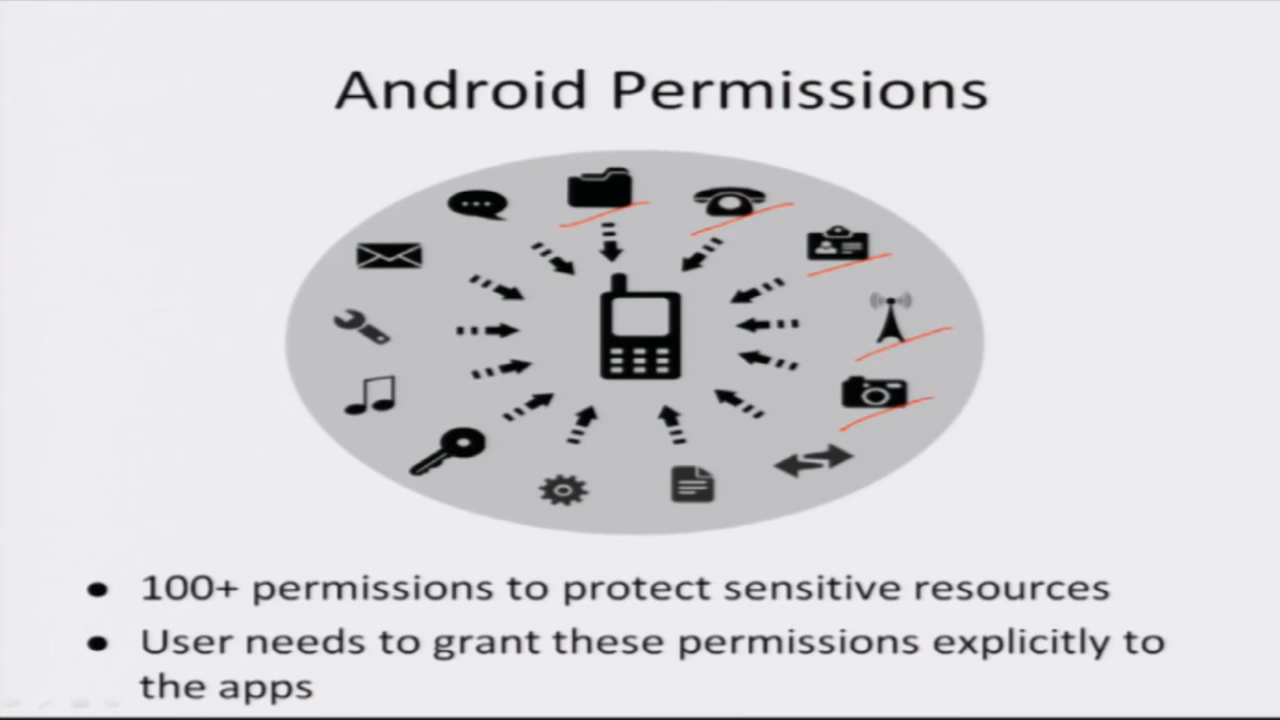 Android Permissions
● 100+ permissions to protect sensitive resources
● User needs to grant these permissions explicitly to
the apps